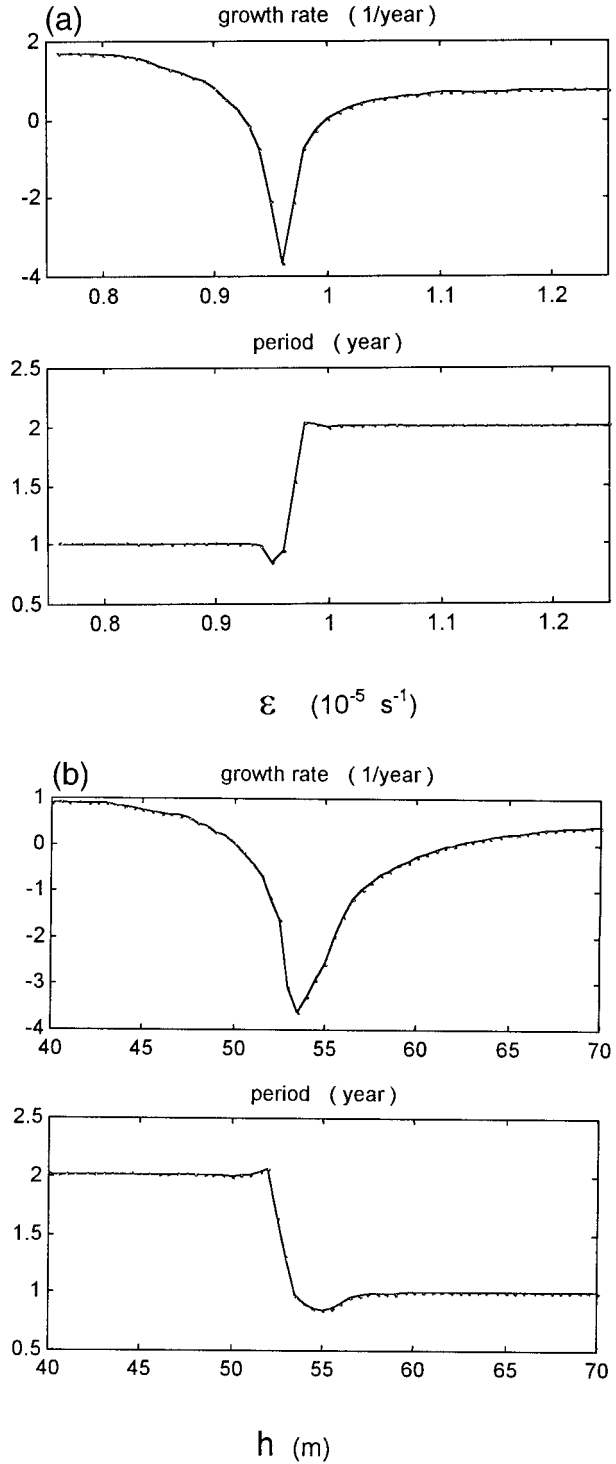 (a)
growth rate ( 1/year )
2
0
-2
-4
0.8 0.9 1 1.1 1.2
period ( year )
2.5
2
1.5
1
0.5
0.8 0.9 1 1.1 1.2
ε (10⁻⁵ s⁻¹)
(b)
growth rate ( 1/year )
1
0
-1
-2
-3
-4
40 45 50 55 60 65 70
period ( year )
2.5
2
1.5
1
0.5
40 45 50 55 60 65 70
h (m)